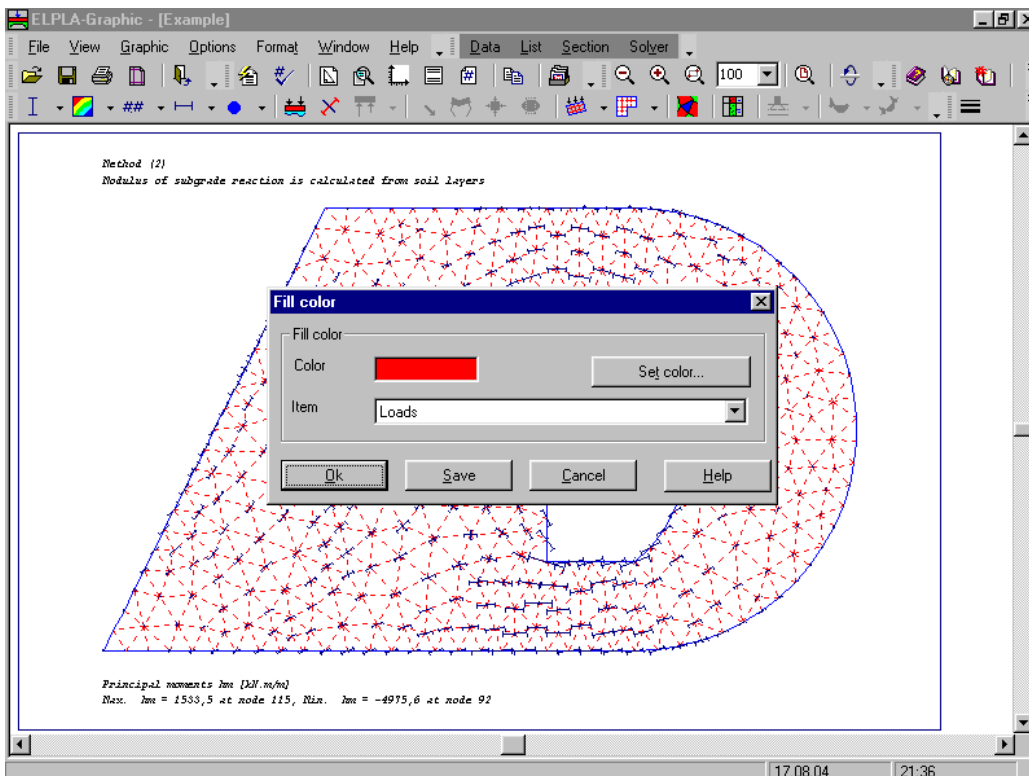 ELPLA-Graphic - [Example]
File View Graphic Options Format Window Help Data List Section Solver
100
Method (2)
Modulus of subgrade reaction is calculated from soil layers
Fill color
Fill color
Color
Set color...
Item
Loads
Ok Save Cancel Help
Principal moments hm [kN.m/m]
Max. hm = 1533,5 at node 115, Min. hm = -4975,6 at node 92
17.08.04 21:36